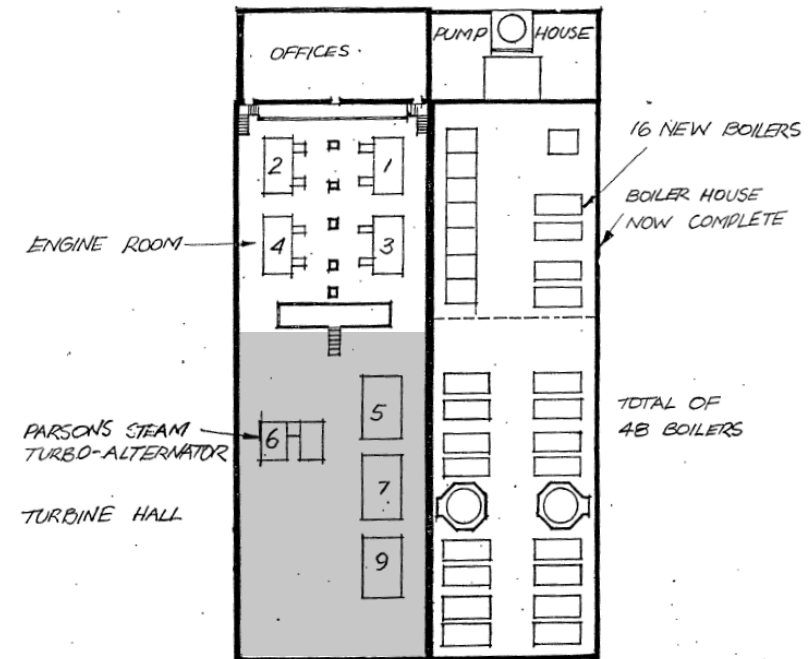 OFFICES
PUMP HOUSE
16 NEW BOILERS
2
1
BOILER HOUSE
NOW COMPLETE
ENGINE ROOM
4
3
5
TOTAL OF
48 BOILERS
PARSONS STEAM
TURBO-ALTERNATOR
6
7
TURBINE HALL
9